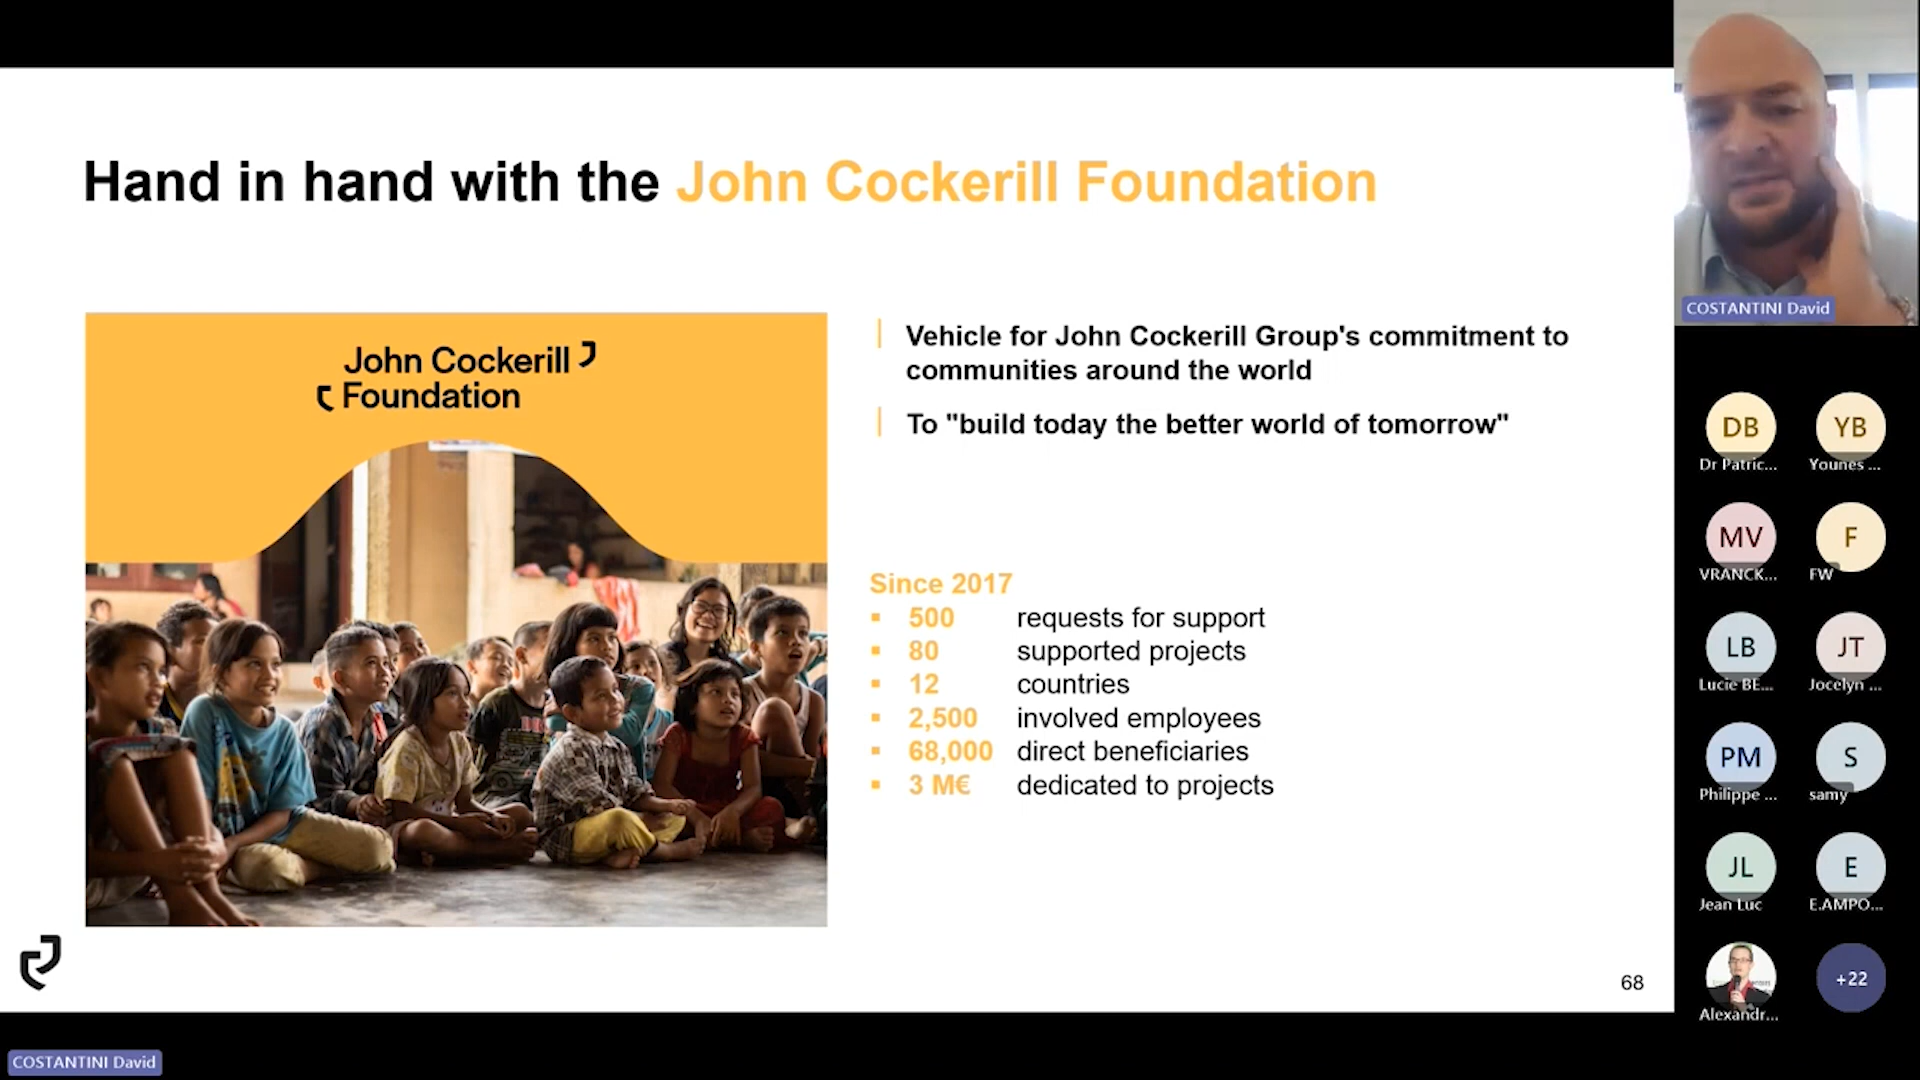 Hand in hand with the John Cockerill Foundation
John Cockerill
Foundation
Vehicle for John Cockerill Group's commitment to
communities around the world
To "build today the better world of tomorrow"
Since 2017
500 requests for support
80 supported projects
12 countries
2,500 involved employees
68,000 direct beneficiaries
3 M€ dedicated to projects
68
COSTANTINI David
DB YB
Dr Patric... Younes ...
MV F
VRANCK... FW
LB JT
Lucie BE... Jocelyn ...
PM S
Philippe ... samy
JL E
Jean Luc E.AMPO...
+22
Alexandr...
COSTANTINI David